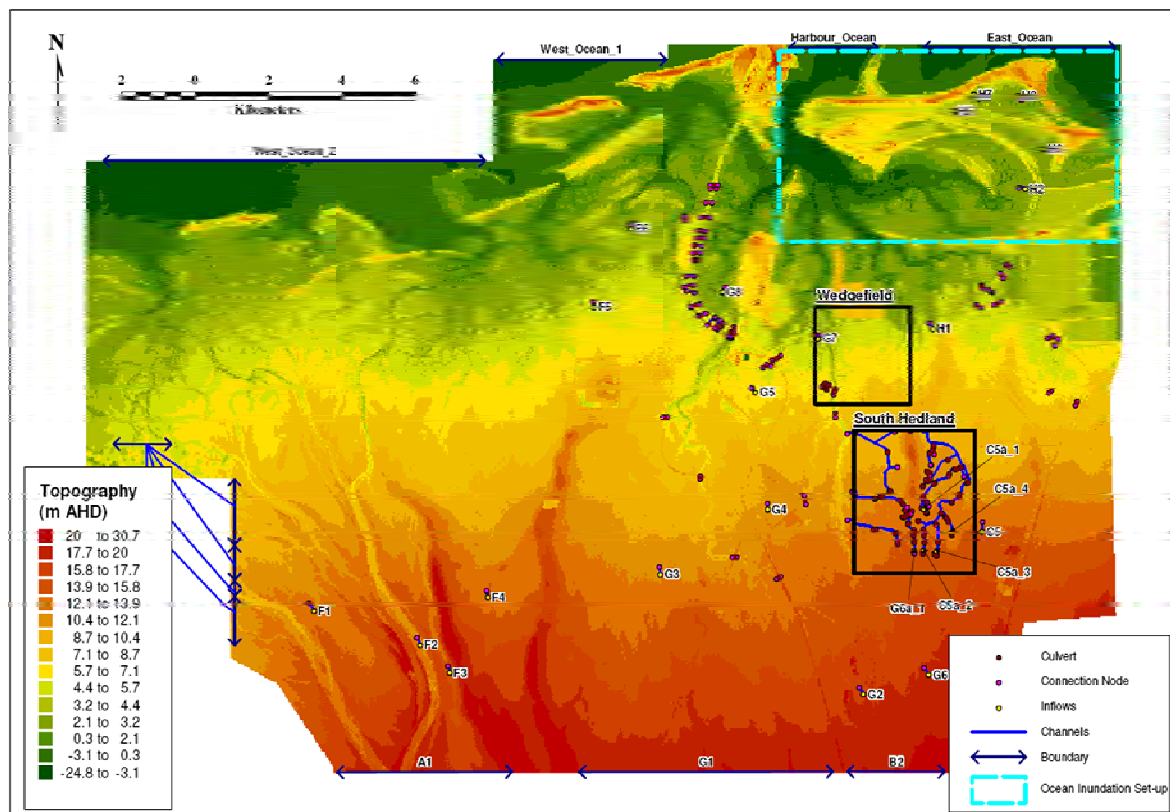 N
Harbour_Ocean
East_Ocean
West_Ocean_1
2
0
2
4
6
Kilometers
H2
G8
F5
Wedgefield
H1
G7
G5
South Hedland
C5a_1
C5a_4
G4
C5
G3
C5a_3
F4
G6a_1
C5a_2
F1
F2
F3
G6
G2
A1
G1
B2
Topography
(m AHD)
20 to 30.7
17.7 to 20
15.8 to 17.7
13.9 to 15.8
12.1 to 13.9
10.4 to 12.1
8.7 to 10.4
7.1 to 8.7
5.7 to 7.1
4.4 to 5.7
3.2 to 4.4
2.1 to 3.2
0.3 to 2.1
-3.1 to 0.3
-24.8 to -3.1
Culvert
Connection Node
Inflows
Channels
Boundary
Ocean Inundation Set-up